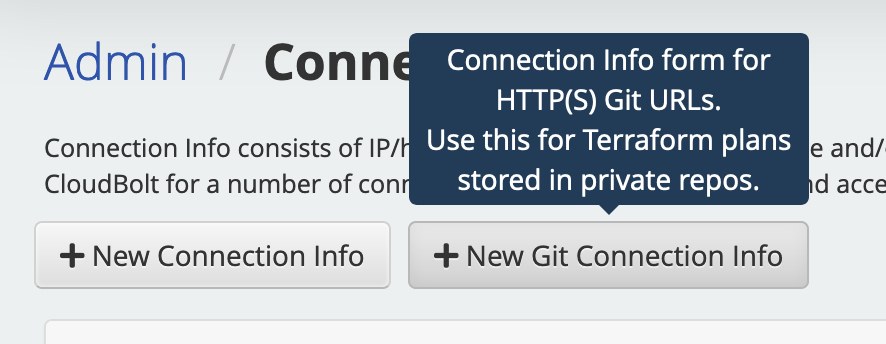 Admin / Conne
Connection Info form for
HTTP(S) Git URLs.
Use this for Terraform plans
stored in private repos.
Connection Info consists of IP/h e and/
CloudBolt for a number of conn nd acce
+ New Connection Info
+ New Git Connection Info